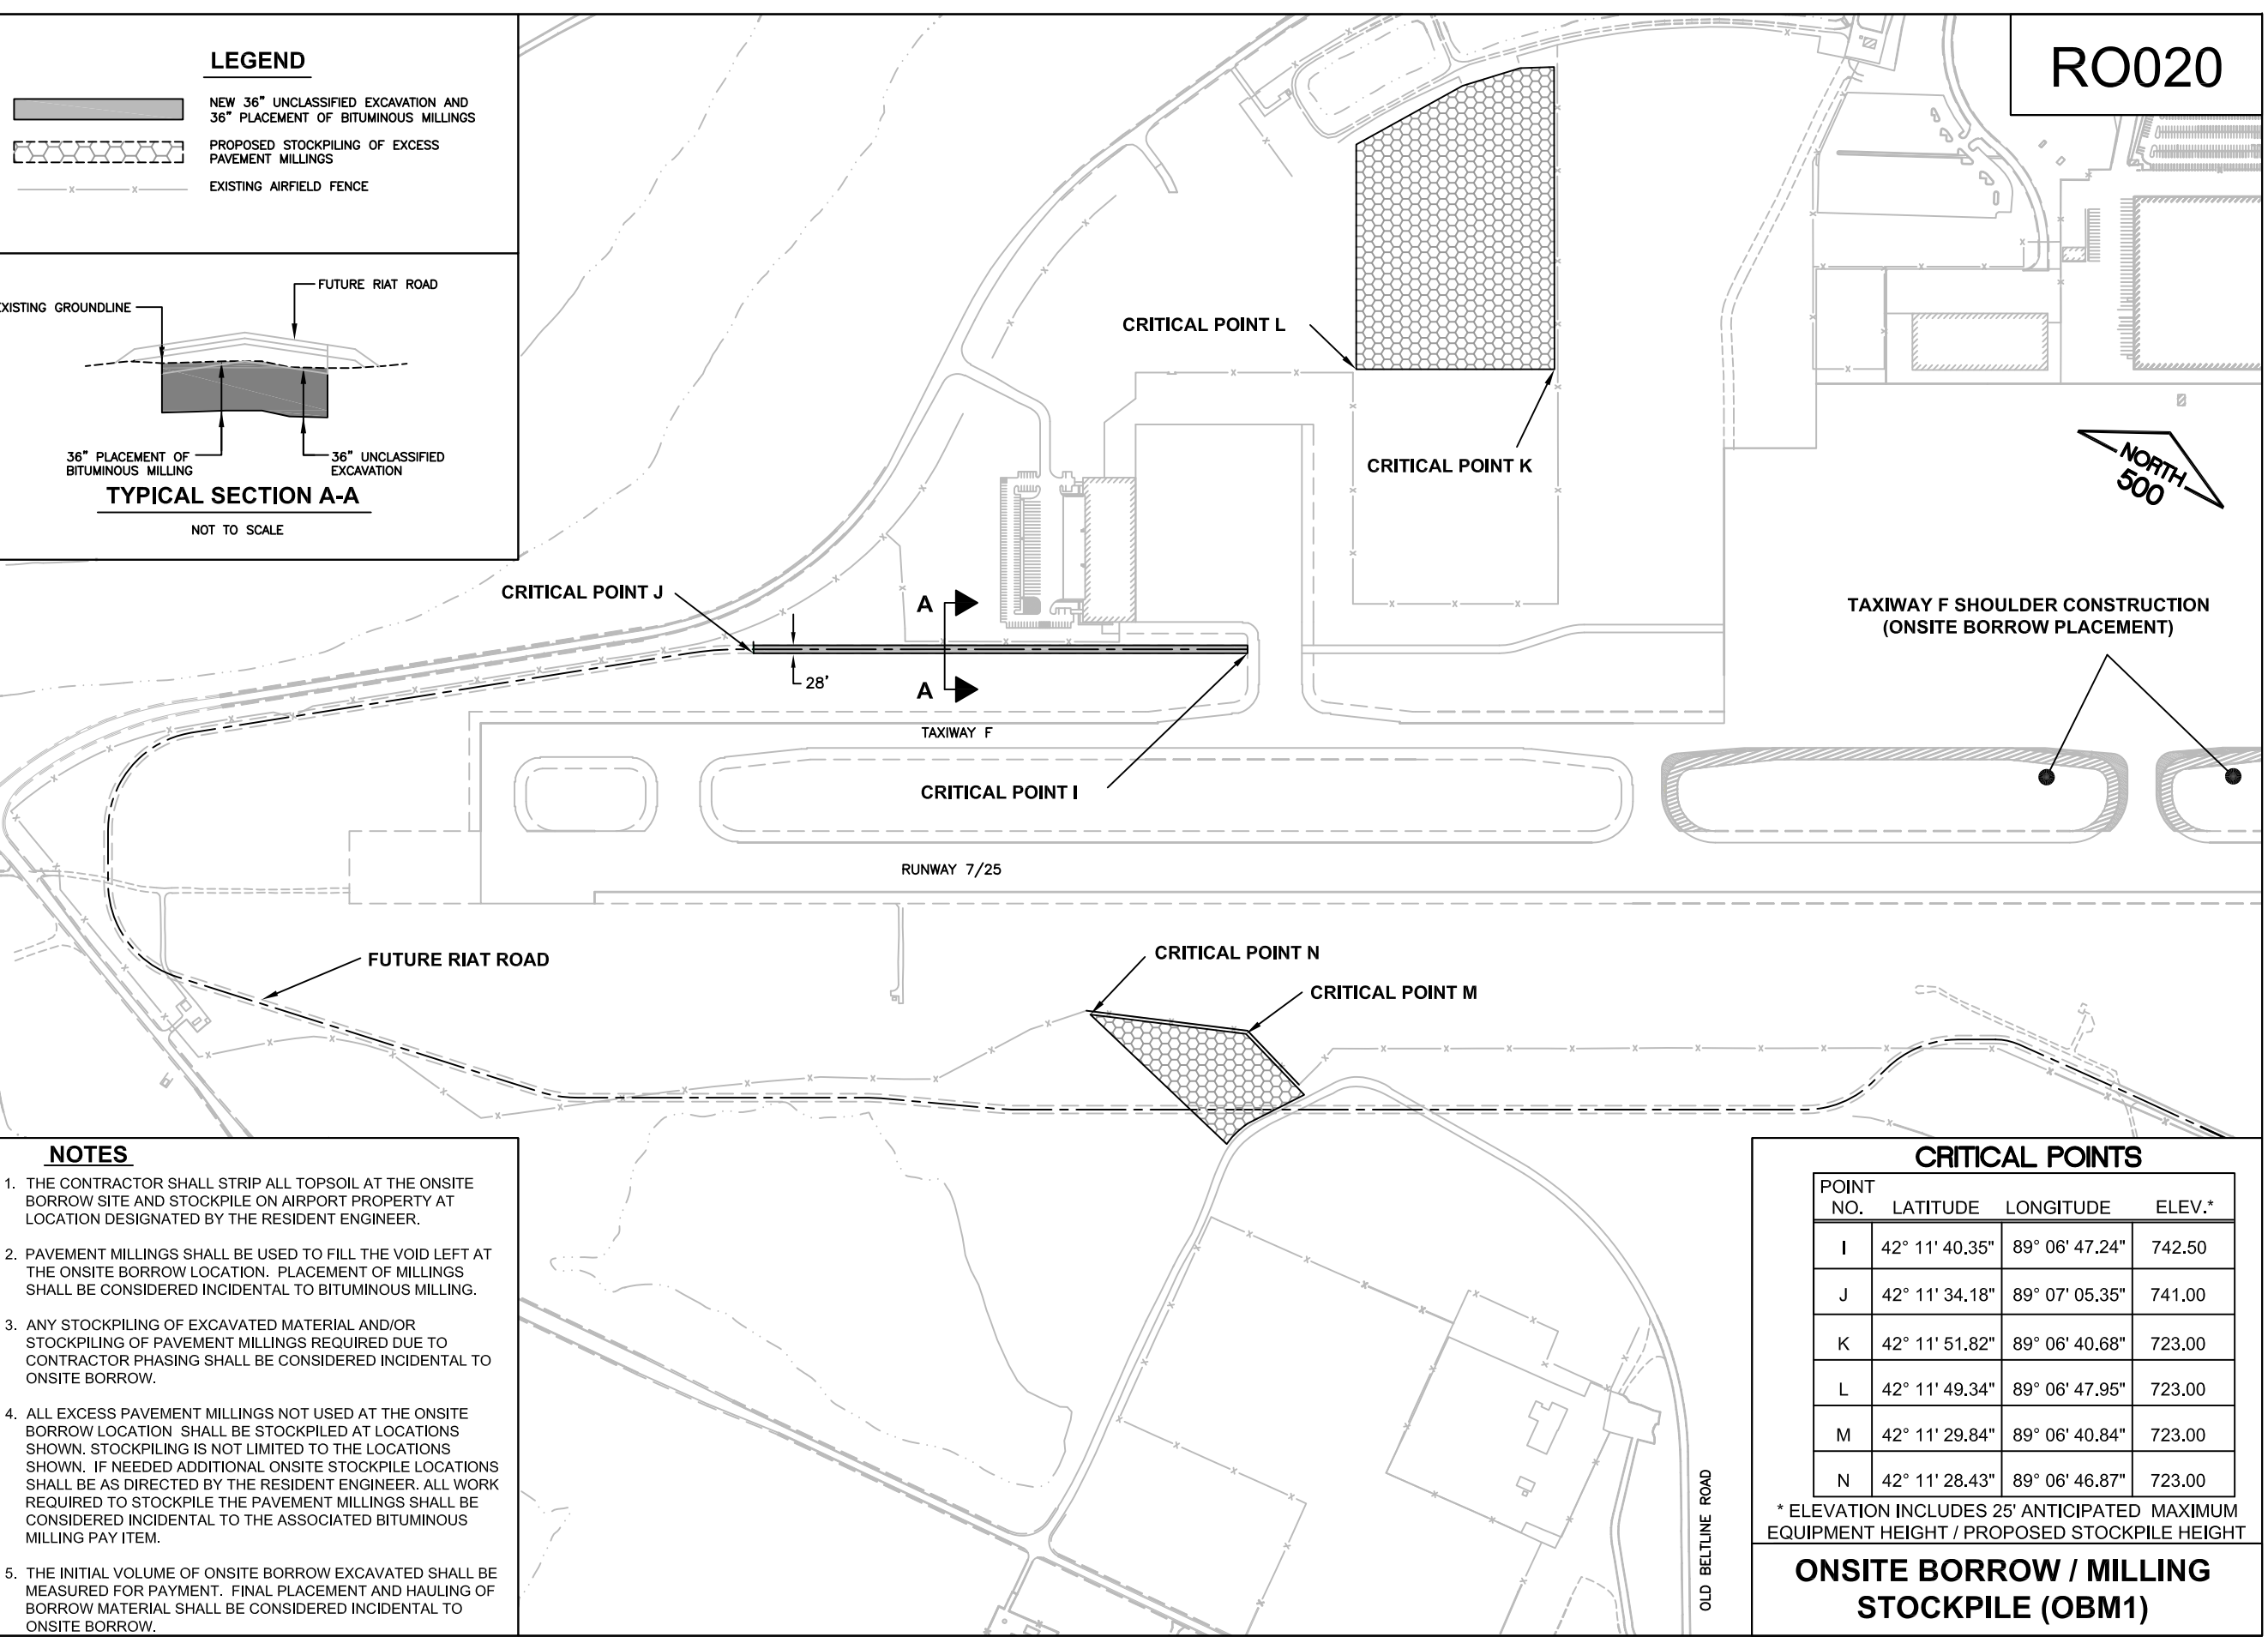 LEGEND
NEW 36" UNCLASSIFIED EXCAVATION AND
36" PLACEMENT OF BITUMINOUS MILLINGS
PROPOSED STOCKPILING OF EXCESS
PAVEMENT MILLINGS
EXISTING AIRFIELD FENCE
RO020
FUTURE RIAT ROAD
EXISTING GROUNDLINE
36" PLACEMENT OF
BITUMINOUS MILLING
36" UNCLASSIFIED
EXCAVATION
TYPICAL SECTION A-A
NOT TO SCALE
CRITICAL POINT L
CRITICAL POINT K
NORTH
500
CRITICAL POINT J
A
A
28'
TAXIWAY F SHOULDER CONSTRUCTION
(ONSITE BORROW PLACEMENT)
TAXIWAY F
CRITICAL POINT I
RUNWAY 7/25
FUTURE RIAT ROAD
CRITICAL POINT N
CRITICAL POINT M
OLD BELTLINE ROAD
NOTES
1. THE CONTRACTOR SHALL STRIP ALL TOPSOIL AT THE ONSITE
BORROW SITE AND STOCKPILE ON AIRPORT PROPERTY AT
LOCATION DESIGNATED BY THE RESIDENT ENGINEER.
2. PAVEMENT MILLINGS SHALL BE USED TO FILL THE VOID LEFT AT
THE ONSITE BORROW LOCATION. PLACEMENT OF MILLINGS
SHALL BE CONSIDERED INCIDENTAL TO BITUMINOUS MILLING.
3. ANY STOCKPILING OF EXCAVATED MATERIAL AND/OR
STOCKPILING OF PAVEMENT MILLINGS REQUIRED DUE TO
CONTRACTOR PHASING SHALL BE CONSIDERED INCIDENTAL TO
ONSITE BORROW.
4. ALL EXCESS PAVEMENT MILLINGS NOT USED AT THE ONSITE
BORROW LOCATION SHALL BE STOCKPILED AT LOCATIONS
SHOWN. STOCKPILING IS NOT LIMITED TO THE LOCATIONS
SHOWN. IF NEEDED ADDITIONAL ONSITE STOCKPILE LOCATIONS
SHALL BE AS DIRECTED BY THE RESIDENT ENGINEER. ALL WORK
REQUIRED TO STOCKPILE THE PAVEMENT MILLINGS SHALL BE
CONSIDERED INCIDENTAL TO THE ASSOCIATED BITUMINOUS
MILLING PAY ITEM.
5. THE INITIAL VOLUME OF ONSITE BORROW EXCAVATED SHALL BE
MEASURED FOR PAYMENT. FINAL PLACEMENT AND HAULING OF
BORROW MATERIAL SHALL BE CONSIDERED INCIDENTAL TO
ONSITE BORROW.
CRITICAL POINTS
POINT
NO. LATITUDE LONGITUDE ELEV.*
I 42° 11' 40.35" 89° 06' 47.24" 742.50
J 42° 11' 34.18" 89° 07' 05.35" 741.00
K 42° 11' 51.82" 89° 06' 40.68" 723.00
L 42° 11' 49.34" 89° 06' 47.95" 723.00
M 42° 11' 29.84" 89° 06' 40.84" 723.00
N 42° 11' 28.43" 89° 06' 46.87" 723.00
* ELEVATION INCLUDES 25' ANTICIPATED MAXIMUM
EQUIPMENT HEIGHT / PROPOSED STOCKPILE HEIGHT
ONSITE BORROW / MILLING
STOCKPILE (OBM1)